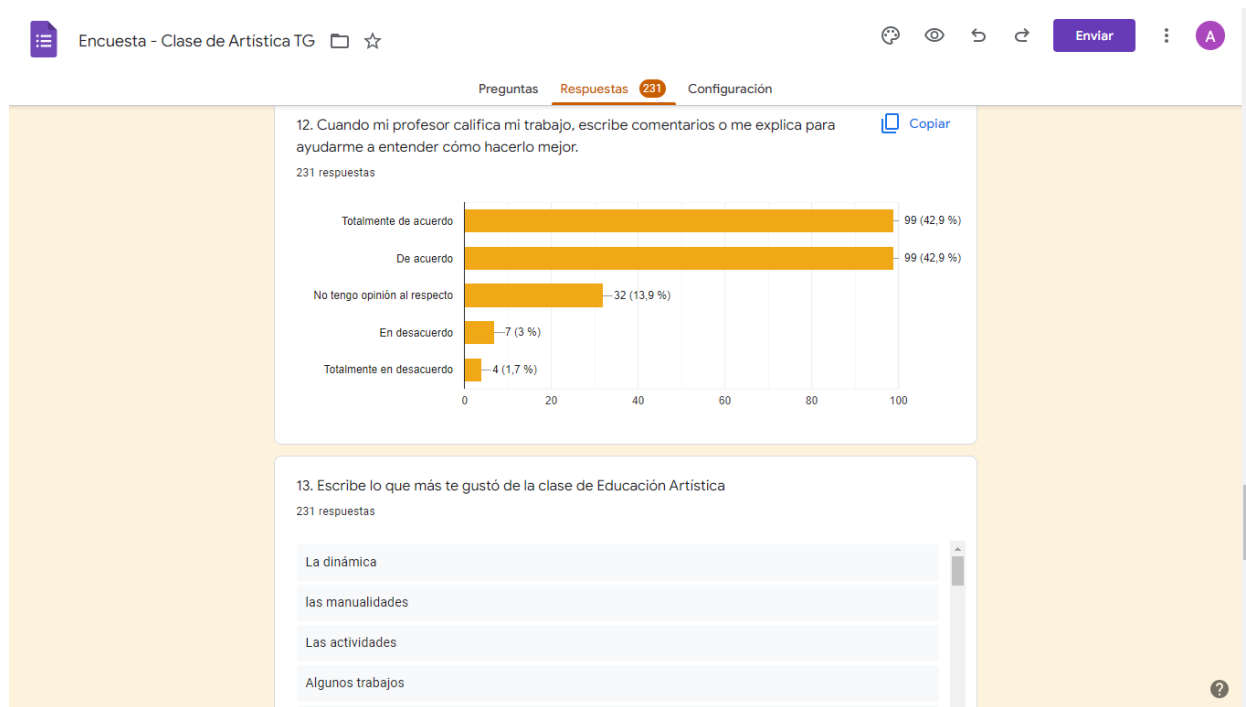 Encuesta - Clase de Artística TG
Enviar
A
Preguntas
Respuestas 231
Configuración
12. Cuando mi profesor califica mi trabajo, escribe comentarios o me explica para
ayudarme a entender cómo hacerlo mejor.
Copiar
231 respuestas
Totalmente de acuerdo
99 (42,9 %)
De acuerdo
99 (42,9 %)
No tengo opinión al respecto
32 (13,9 %)
En desacuerdo
7 (3 %)
Totalmente en desacuerdo
4 (1,7 %)
0 20 40 60 80 100
13. Escribe lo que más te gustó de la clase de Educación Artística
231 respuestas
La dinámica
las manualidades
Las actividades
Algunos trabajos
?